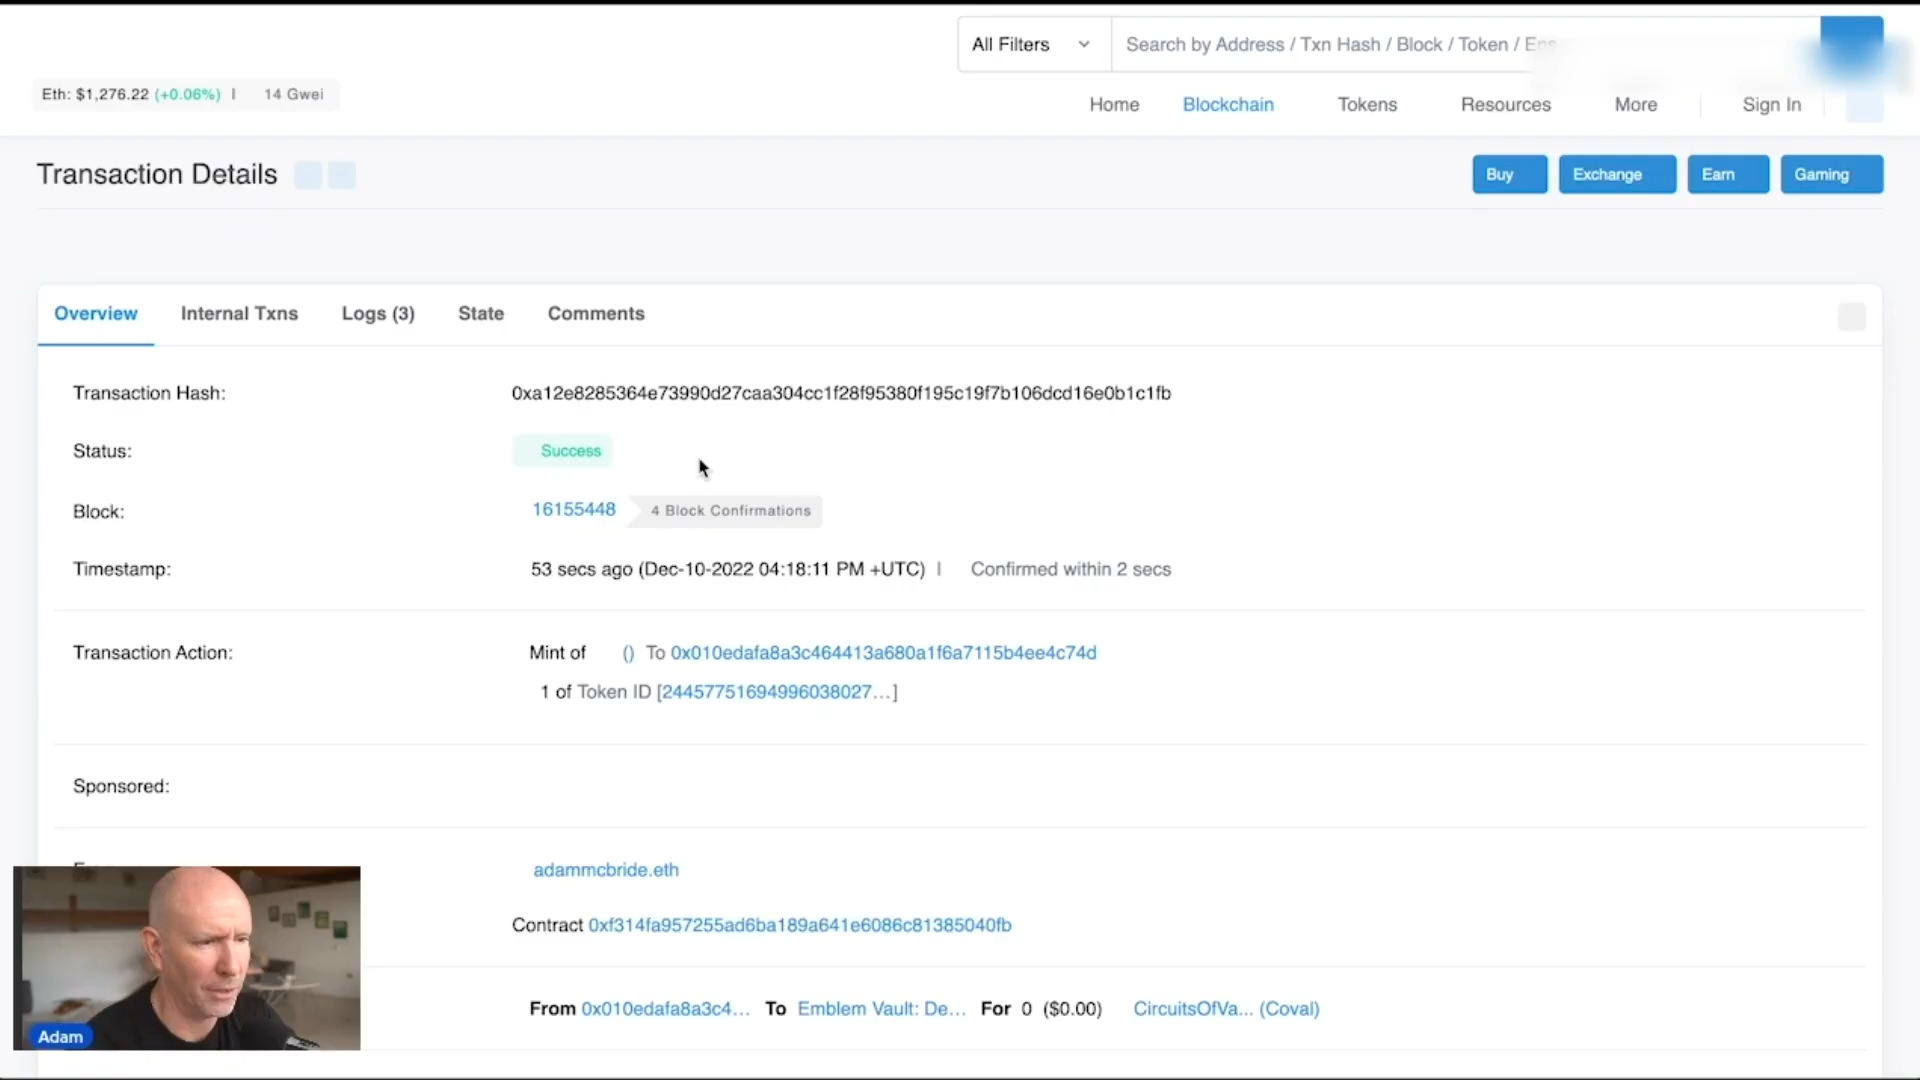 All Filters Search by Address / Txn Hash / Block / Token / Ens
Eth: $1,276.22 (+0.06%) | 14 Gwei
Home Blockchain Tokens Resources More Sign In
Transaction Details
Buy Exchange Earn Gaming
Overview Internal Txns Logs (3) State Comments
Transaction Hash: 0xa12e8285364e73990d27caa304cc1f28f95380f195c19f7b106dcd16e0b1c1fb
Status: Success
Block: 16155448 4 Block Confirmations
Timestamp: 53 secs ago (Dec-10-2022 04:18:11 PM +UTC) | Confirmed within 2 secs
Transaction Action: Mint of () To 0x010edafa8a3c464413a680a1f6a7115b4ee4c74d
1 of Token ID [24457751694996038027...]
Sponsored:
adammcbride.eth
Contract 0xf314fa957255ad6ba189a641e6086c81385040fb
From 0x010edafa8a3c4... To Emblem Vault: De... For 0 ($0.00) CircuitsOfVa... (Coval)
Adam